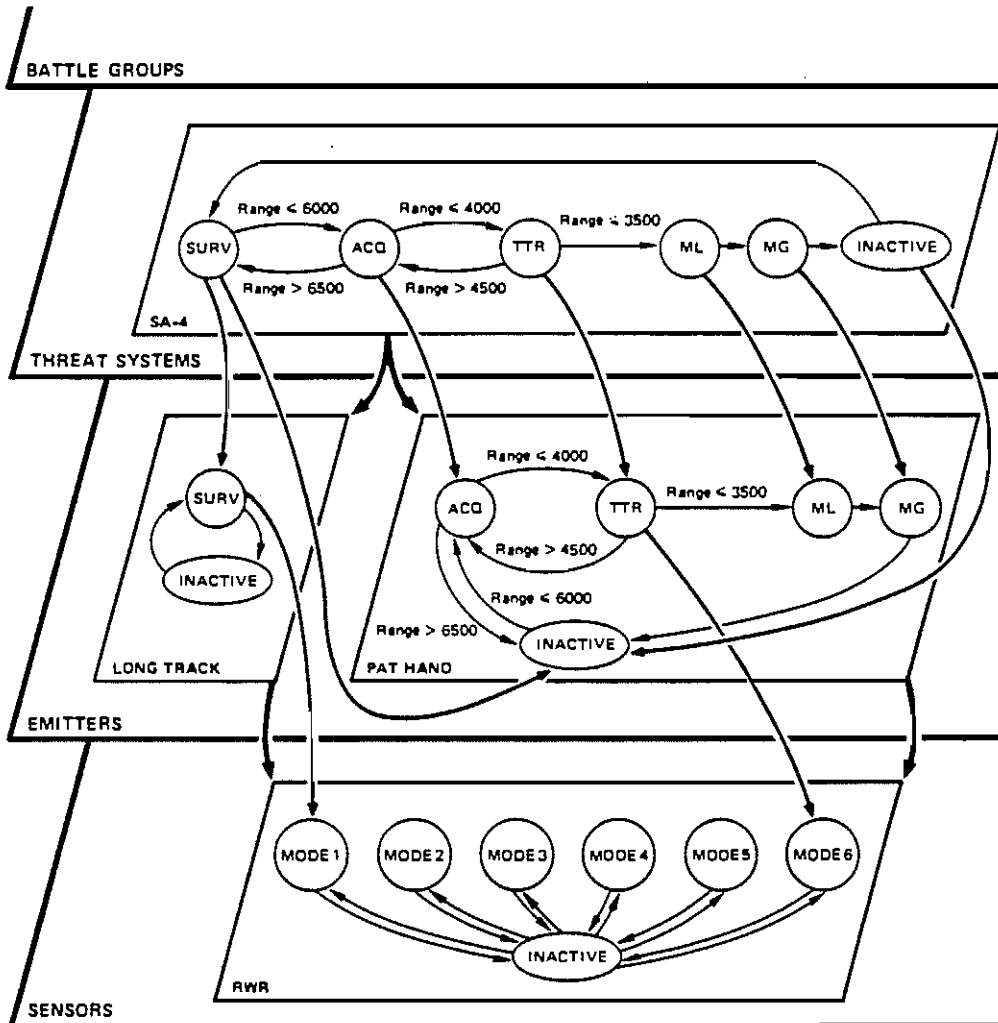 BATTLE GROUPS
Range ≤ 6000
Range ≤ 4000
Range ≤ 3500
SURV
ACQ
TTR
ML
MG
INACTIVE
Range > 6500
Range > 4500
SA-4
THREAT SYSTEMS
Range ≤ 4000
SURV
Range ≤ 3500
ACQ
TTR
ML
MG
Range > 4500
INACTIVE
Range ≤ 6000
Range > 6500
INACTIVE
LONG TRACK
PAT HAND
EMITTERS
MODE 1
MODE 2
MODE 3
MODE 4
MODE 5
MODE 6
INACTIVE
RWR
SENSORS